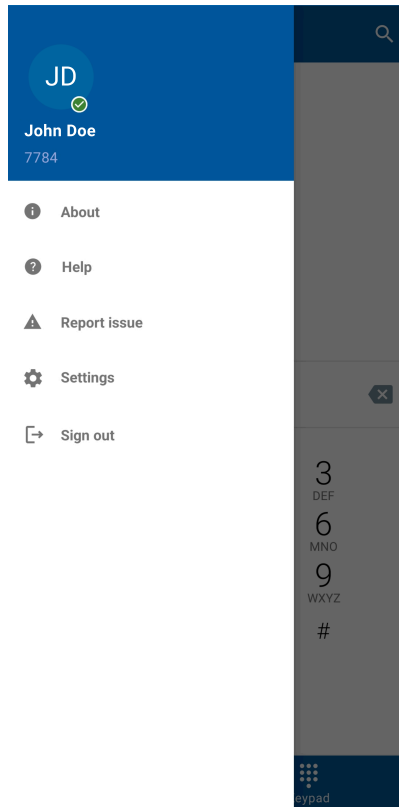 JD
John Doe
7784
About
Help
Report issue
Settings
Sign out
3
DEF
6
MNO
9
WXYZ
#
eypad